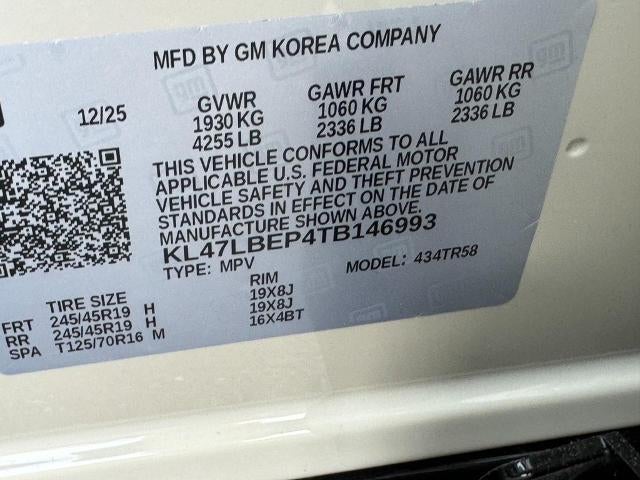 MFD BY GM KOREA COMPANY
12/25
GVWR
1930 KG
4255 LB
GAWR FRT
1060 KG
2336 LB
GAWR RR
1060 KG
2336 LB
THIS VEHICLE CONFORMS TO ALL
APPLICABLE U.S. FEDERAL MOTOR
VEHICLE SAFETY AND THEFT PREVENTION
STANDARDS IN EFFECT ON THE DATE OF
MANUFACTURE SHOWN ABOVE.
KL47LBEP4TB146993
TYPE: MPV MODEL: 434TR58
TIRE SIZE RIM
FRT 245/45R19 H 19X8J
RR 245/45R19 H 19X8J
SPA T125/70R16 M 16X4BT